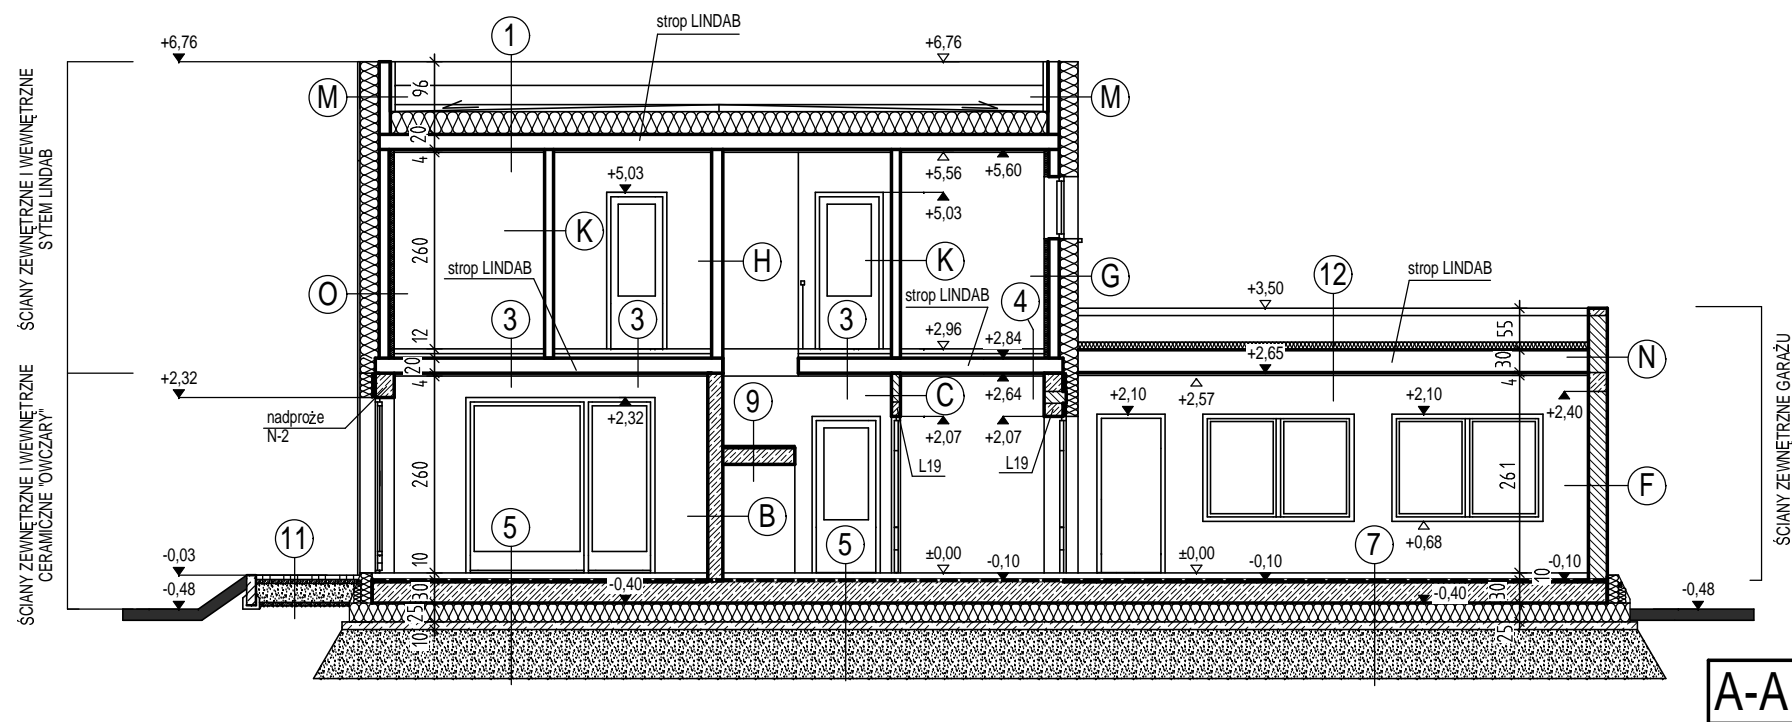 strop LINDAB
+6,76
1
+6,76
M
96
M
20
4
+5,56
+5,60
+5,03
+5,03
ŚCIANY ZEWNĘTRZNE I WEWNĘTRZNE
SYTEM LINDAB
K
260
H
K
strop LINDAB
G
12
strop LINDAB
O
strop LINDAB
4
+3,50
3
3
3
12
+2,96
+2,84
55
20
+2,65
30
N
4
4
+2,32
C
+2,64
+2,10
+2,57
+2,10
+2,40
9
nadproże
N-2
+2,32
+2,07
+2,07
L19
L19
ŚCIANY ZEWNĘTRZNE I WEWNĘTRZNE
CERAMICZNE "OWCZARY"
ŚCIANY ZEWNĘTRZNE GARAŻU
260
261
F
B
11
5
5
+0,68
7
-0,03
10
±0,00
-0,10
±0,00
-0,10
10
-0,10
-0,48
30
-0,40
-0,40
30
-0,48
25
10
25
A-A